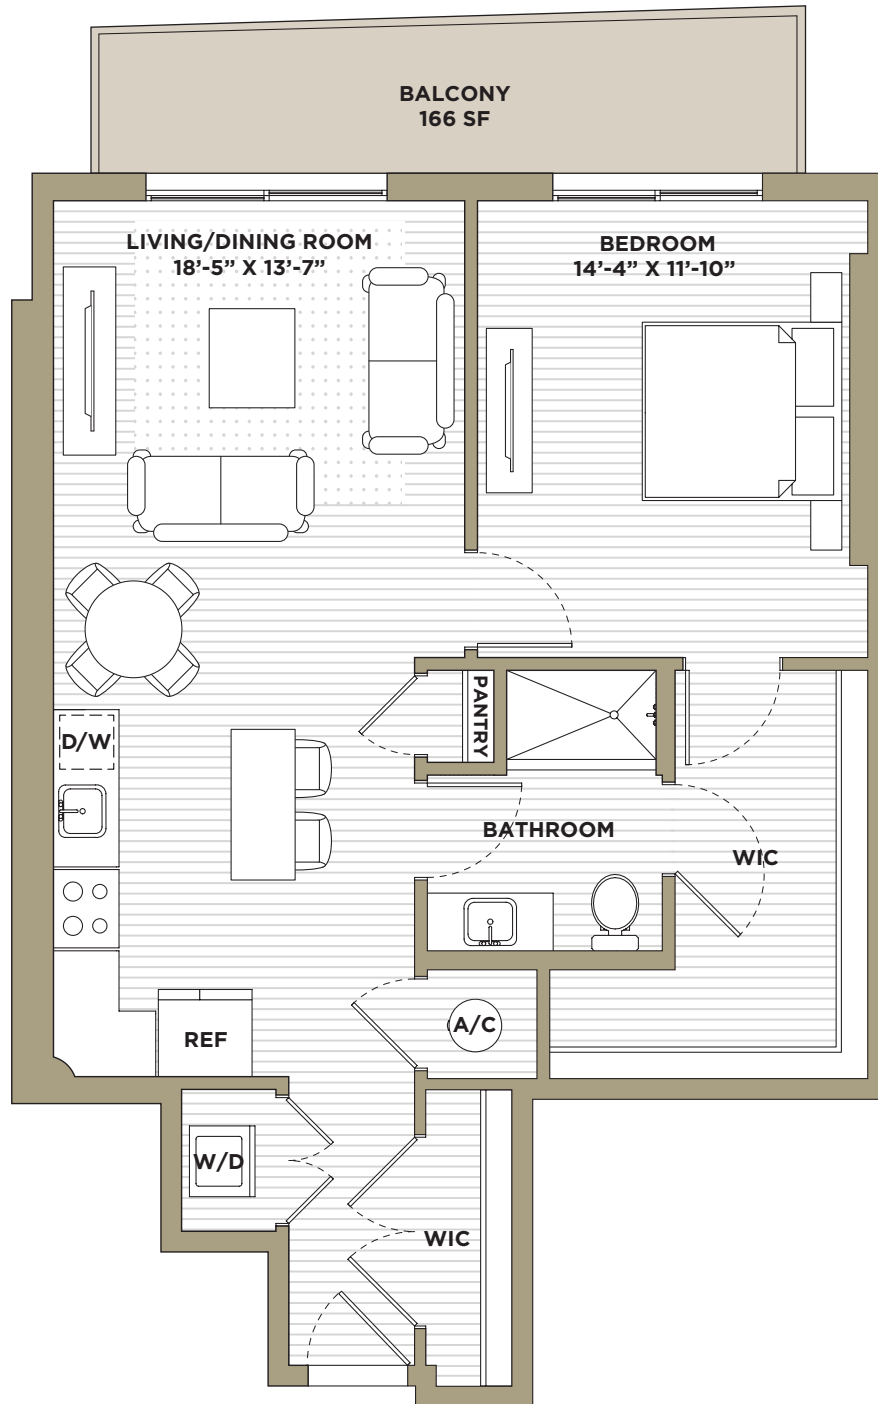 BALCONY
166 SF
LIVING/DINING ROOM
18’-5” X 13’-7”
BEDROOM
14’-4” X 11’-10”
PANTRY
D/W
BATHROOM
WIC
A/C
REF
W/D
WIC